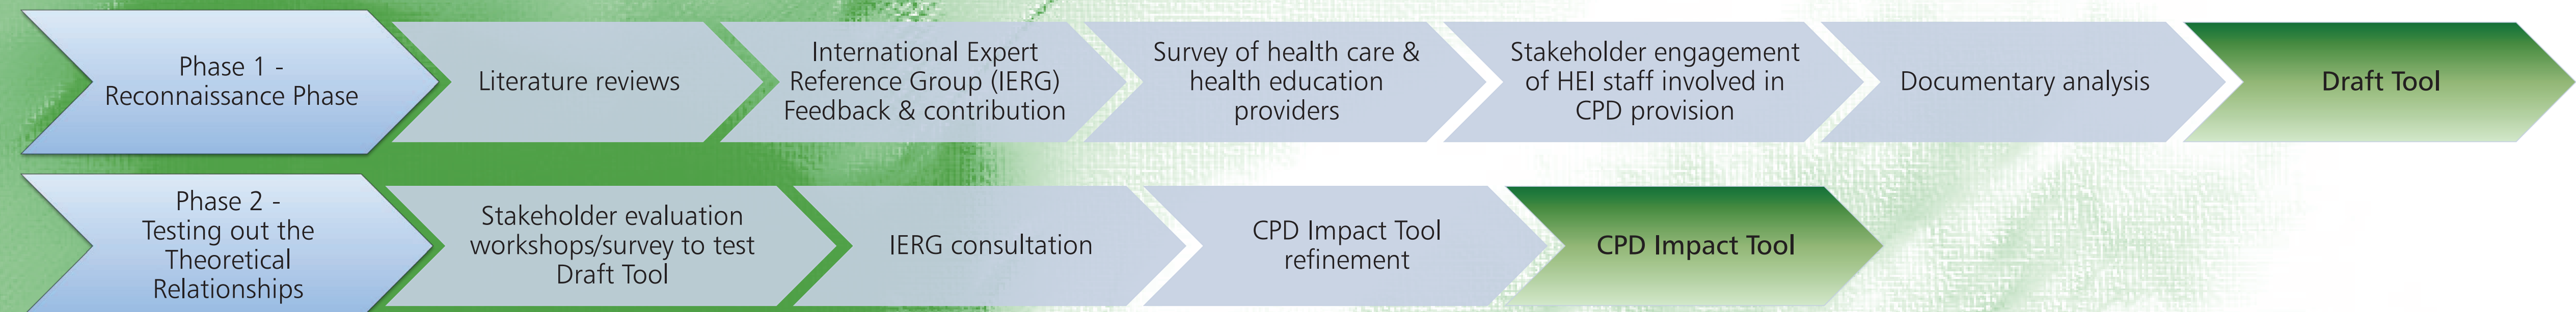 Phase 1 -
Reconnaissance Phase
Literature reviews
International Expert
Reference Group (IERG)
Feedback & contribution
Survey of health care &
health education
providers
Stakeholder engagement
of HEI staff involved in
CPD provision
Documentary analysis
Draft Tool
Phase 2 -
Testing out the
Theoretical
Relationships
Stakeholder evaluation
workshops/survey to test
Draft Tool
IERG consultation
CPD Impact Tool
refinement
CPD Impact Tool